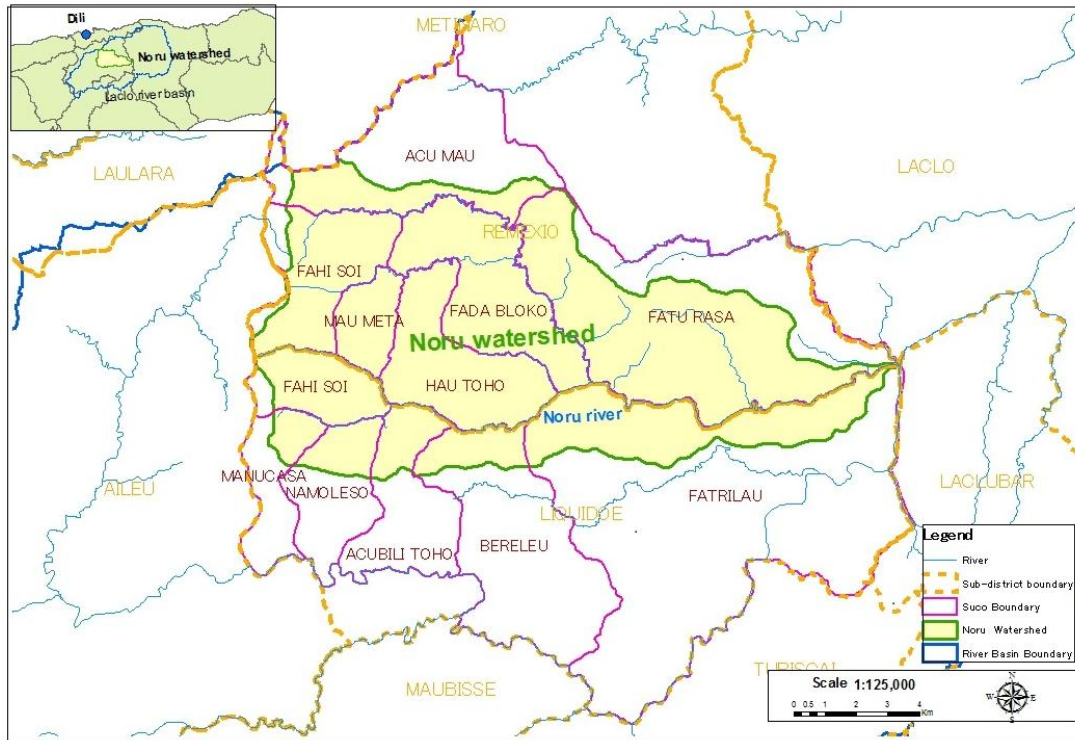 Dili
Noru watershed
Laclo river basin
METINARO
ACU MAU
LAULARA
LACLO
REMEXIO
FAHI SOI
MAU META
FADA BLOKO
FATU RASA
Noru watershed
FAHI SOI
HAU TOHO
Noru river
MANUCASA
NAMOLESO
AILEU
FATRILAU
LACLUBAR
LIQUIDOE
BERELEU
ACUBILI TOHO
MAUBISSE
TURISCAI
Legend
River
Sub-district boundary
Suco Boundary
Noru Watershed
River Basin Boundary
Scale 1:125,000
0 0.5 1 2 3 4
Km
N
W E
S